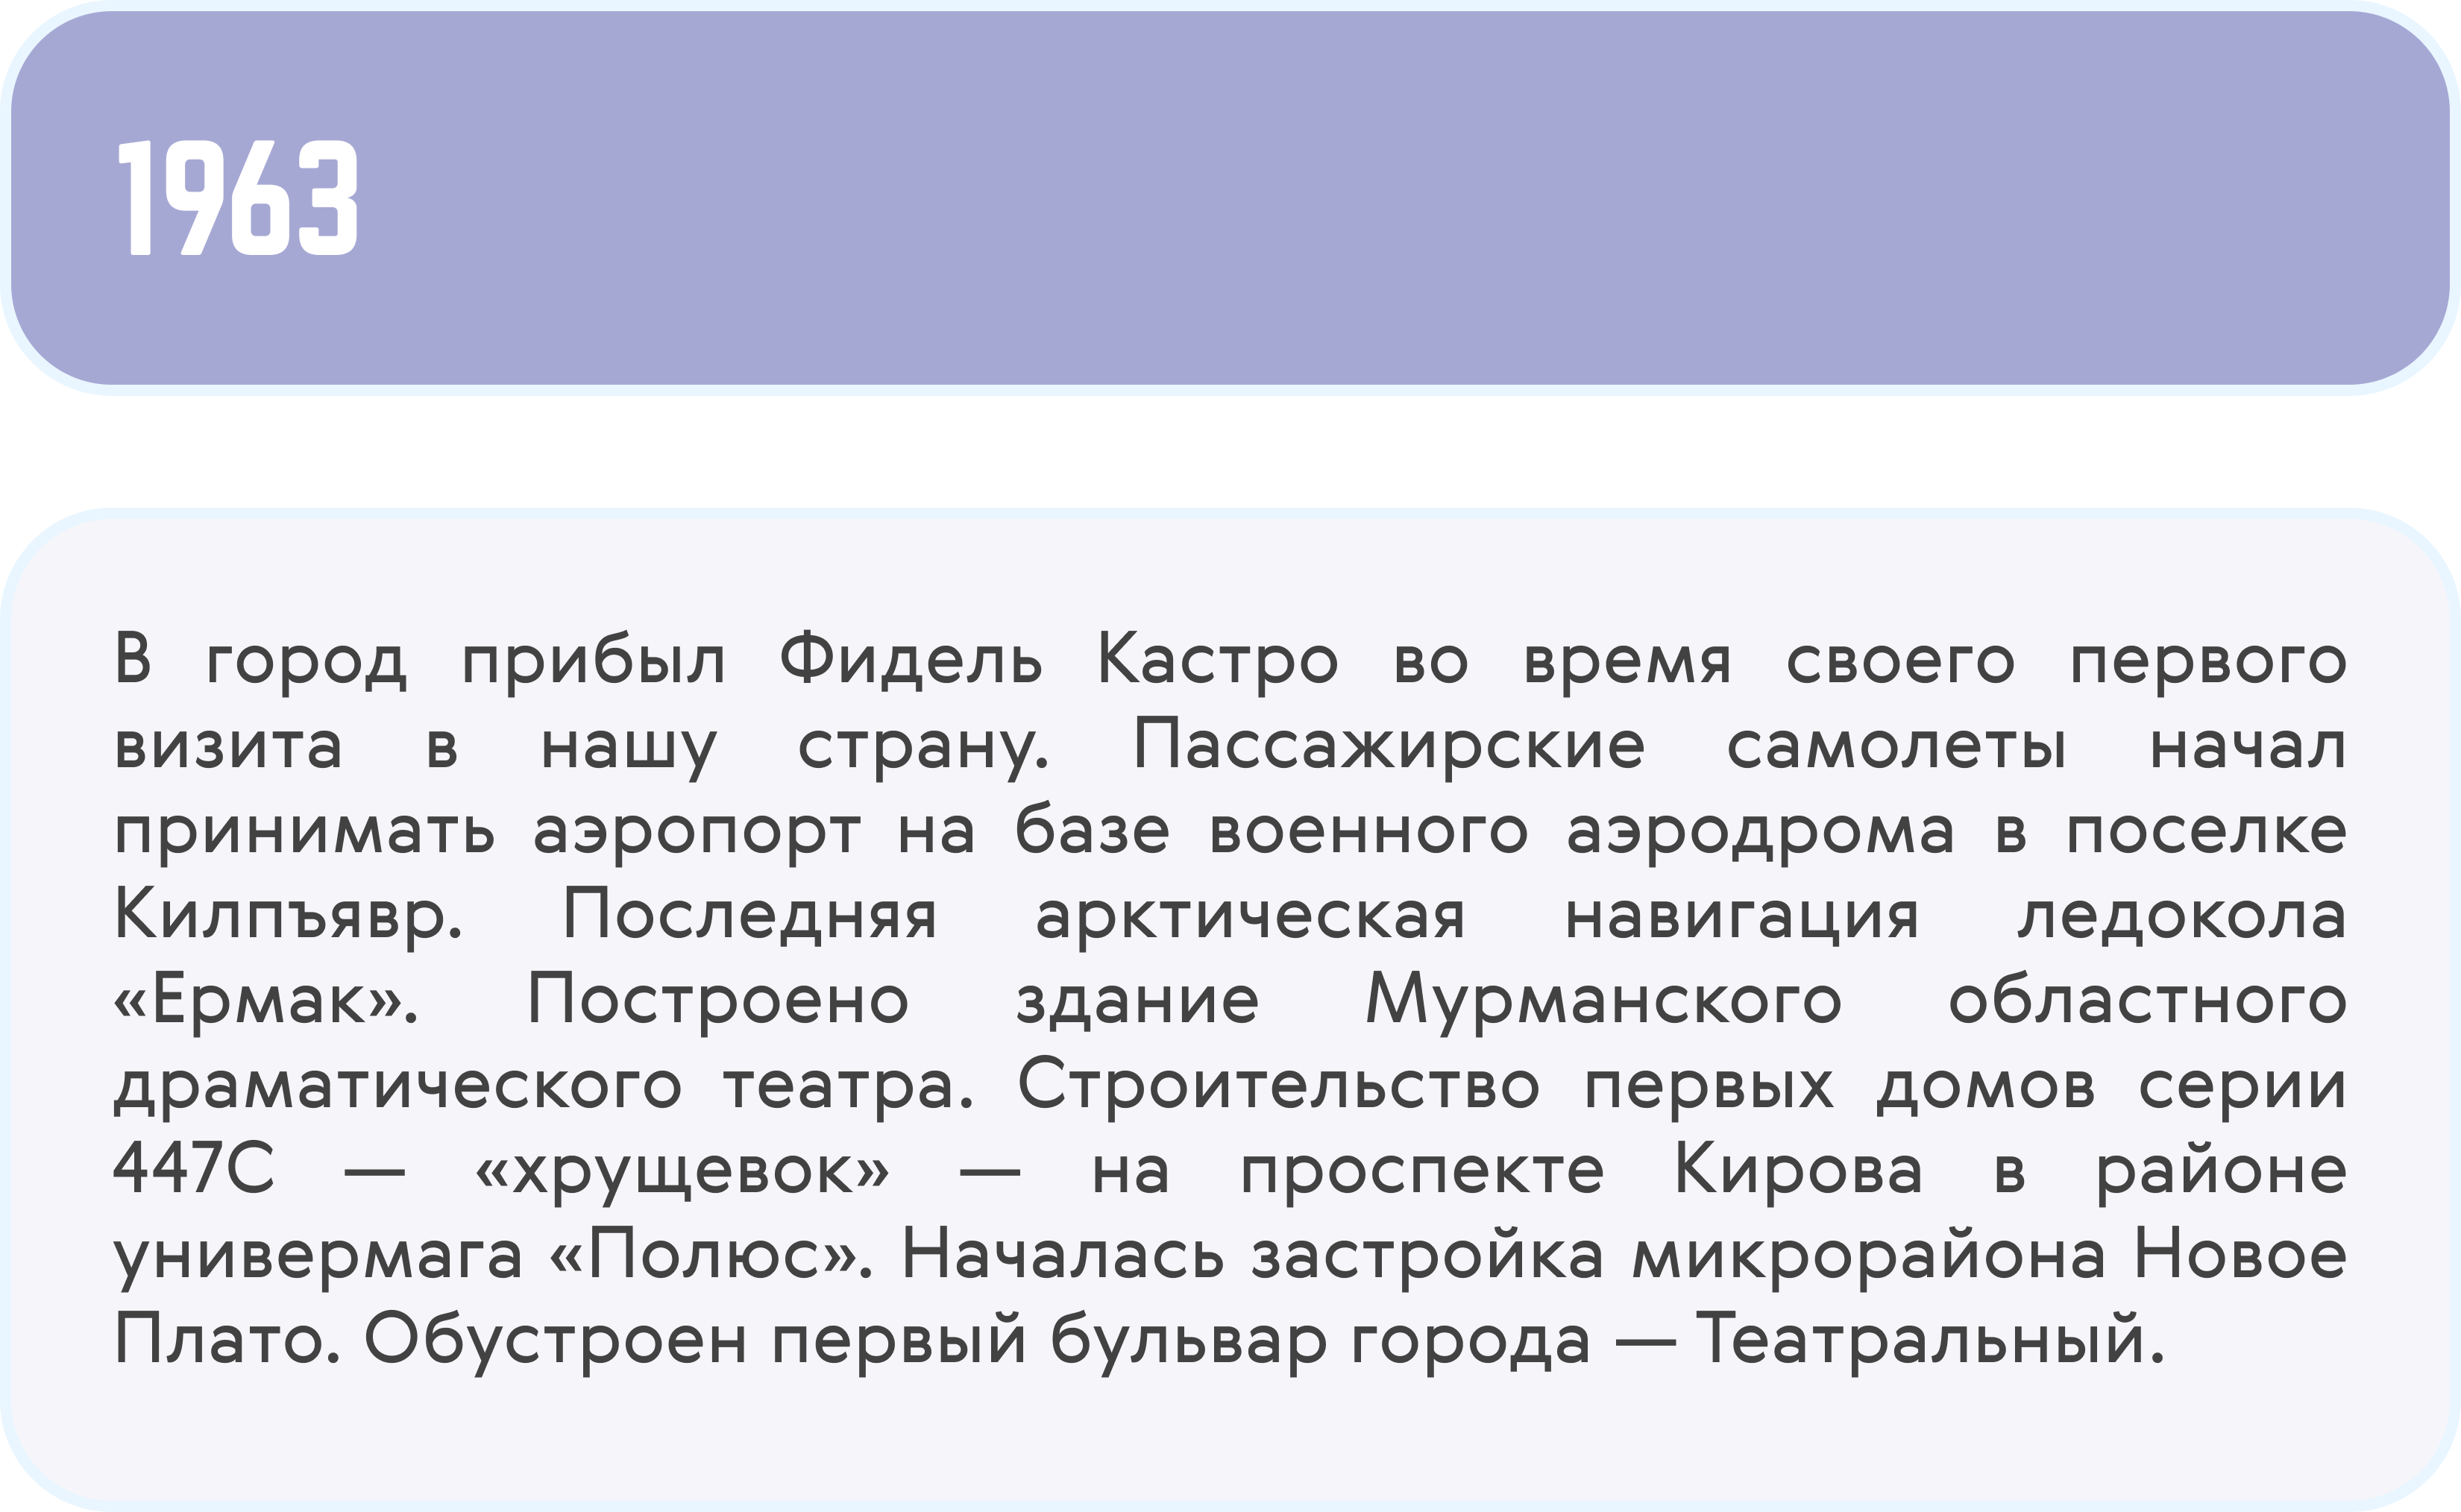 1963
В город прибыл Фидель Кастро во время своего первого
визита в нашу страну. Пассажирские самолеты начал
принимать аэропорт на базе военного аэродрома в поселке
Килпъявр. Последняя арктическая навигация ледокола
«Ермак». Построено здание Мурманского областного
драматического театра. Строительство первых домов серии
447С — «хрущевок» — на проспекте Кирова в районе
универмага «Полюс». Началась застройка микрорайона Новое
Плато. Обустроен первый бульвар города — Театральный.